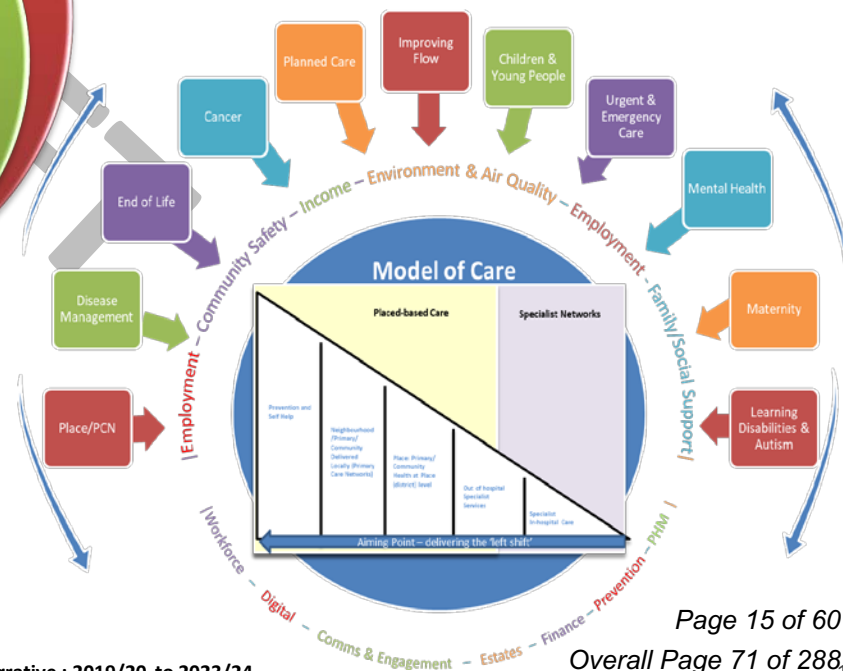 Improving
Flow
Planned Care
Children &
Young People
Cancer
Urgent &
Emergency
Care
End of Life
Mental Health
Disease
Management
Maternity
Place/PCN
Learning
Disabilities &
Autism
|Employment – Community Safety – Income – Environment & Air Quality – Employment – Family/Social Support|
Model of Care
Placed-based Care
Specialist Networks
Prevention and
Self Help
Neighbourhood
/Primary/
Community
Delivered
Locally (Primary
Care Networks)
Place: Primary/
Community
Health at Place
(district) level
Out of hospital
Specialist
Services
Specialist
In-hospital Care
Aiming Point – delivering the 'left shift'
|Workforce – Digital – Comms & Engagement – Estates – Finance – Prevention – PHM|
Page 15 of 60
Overall Page 71 of 288